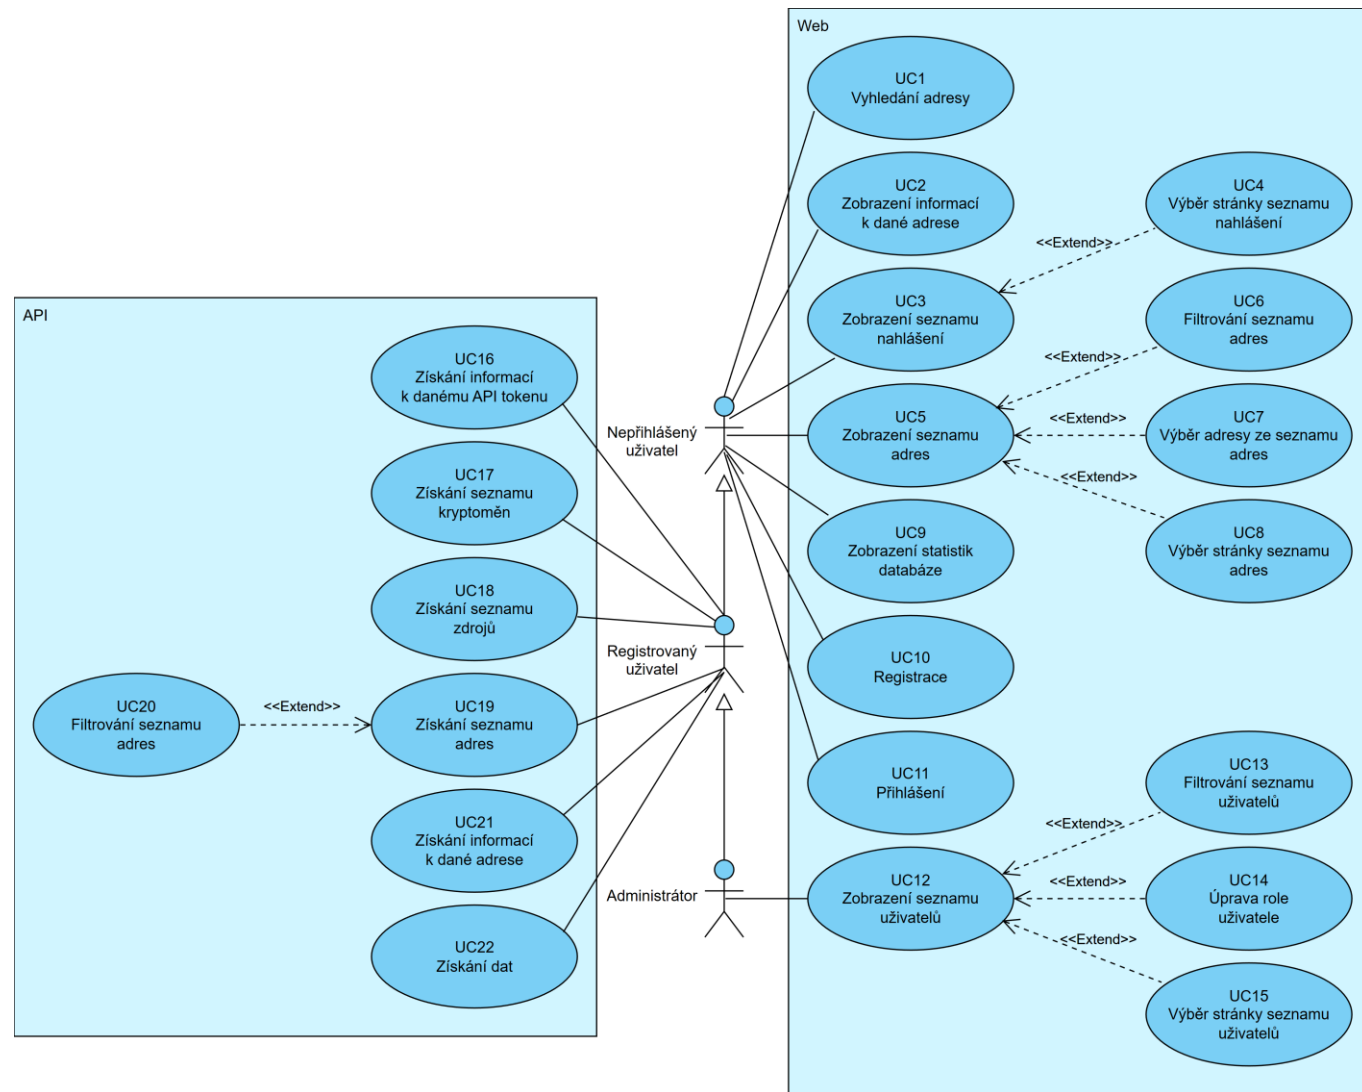 Web
UC1
Vyhledání adresy
UC2
Zobrazení informací
k dané adrese
UC3
Zobrazení seznamu
nahlášení
UC4
Výběr stránky seznamu
nahlášení
<<Extend>>
UC5
Zobrazení seznamu
adres
UC6
Filtrování seznamu
adres
<<Extend>>
UC7
Výběr adresy ze seznamu
adres
<<Extend>>
UC8
Výběr stránky seznamu
adres
<<Extend>>
UC9
Zobrazení statistik
databáze
UC10
Registrace
UC11
Přihlášení
UC12
Zobrazení seznamu
uživatelů
UC13
Filtrování seznamu
uživatelů
<<Extend>>
UC14
Úprava role
uživatele
<<Extend>>
UC15
Výběr stránky seznamu
uživatelů
<<Extend>>
Nepřihlášený
uživatel
Registrovaný
uživatel
Administrátor
API
UC16
Získání informací
k danému API tokenu
UC17
Získání seznamu
kryptoměn
UC18
Získání seznamu
zdrojů
UC19
Získání seznamu
adres
UC20
Filtrování seznamu
adres
<<Extend>>
UC21
Získání informací
k dané adrese
UC22
Získání dat